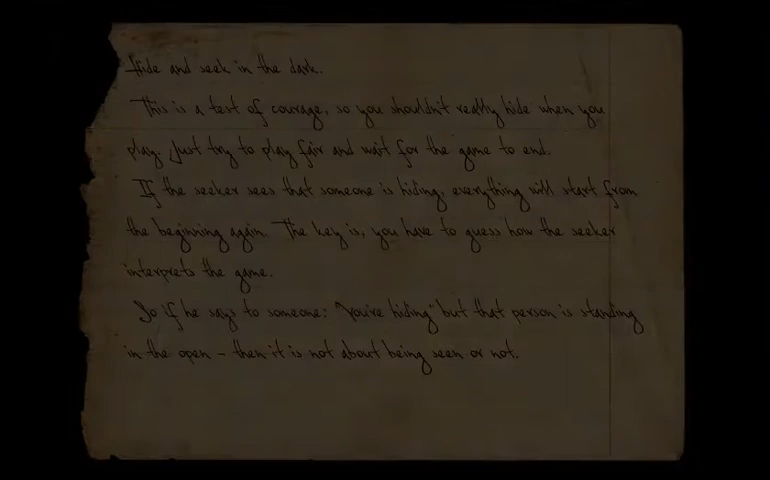 Hide and seek in the dark.
This is a test of courage, so you shouldn't really hide when you
play. Just try to play fair and wait for the game to end.
If the seeker sees that someone is hiding, everything will start from
the beginning again. The key is, you have to guess how the seeker
interprets the game.
So if he says to someone: "You're hiding" but that person is standing
in the open - then it is not about being seen or not.